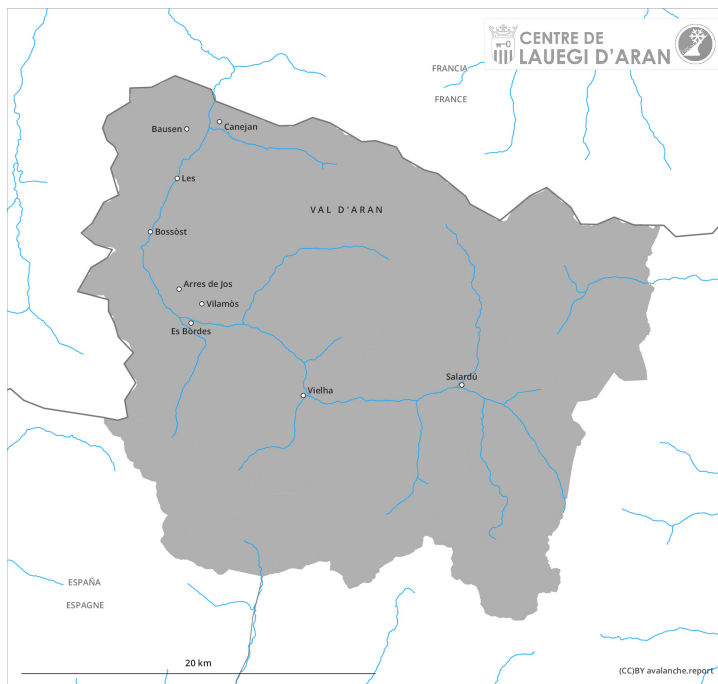 CENTRE DE
LAUEGI D'ARAN
FRANCIA
FRANCE
Bausen
Canejan
Les
VAL D'ARAN
Bossòst
Arres de Jos
Vilamòs
Es Bòrdes
Salardú
Vielha
ESPAÑA
ESPAGNE
20 km
(CC)BY avalanche.report